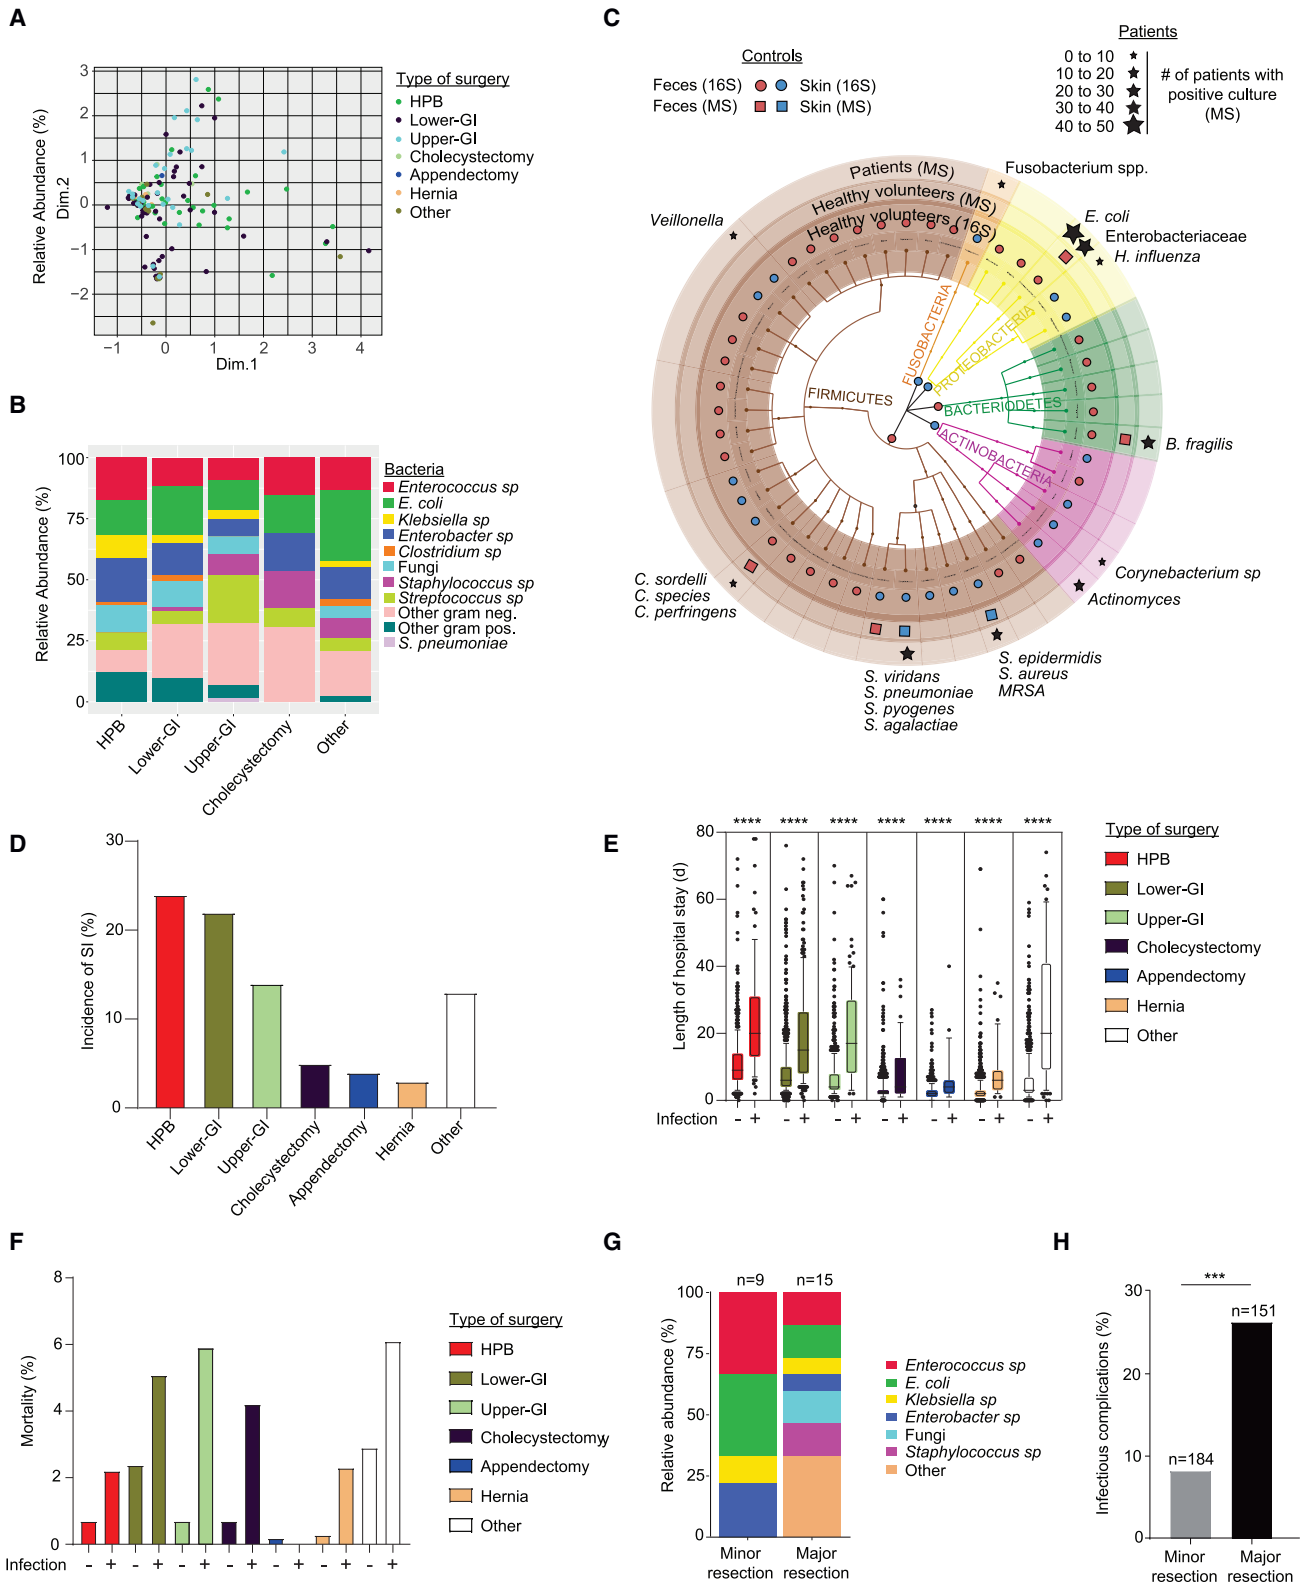 A
Relative Abundance (%)
Dim.2
3
2
1
0
−1
−2
−1
0
1
2
3
4
Dim.1
Type of surgery
HPB
Lower-GI
Upper-GI
Cholecystectomy
Appendectomy
Hernia
Other
B
Relative Abundance (%)
100
75
50
25
0
HPB
Lower-GI
Upper-GI
Cholecystectomy
Other
Bacteria
Enterococcus sp
E. coli
Klebsiella sp
Enterobacter sp
Clostridium sp
Fungi
Staphylococcus sp
Streptococcus sp
Other gram neg.
Other gram pos.
S. pneumoniae
C
Controls
Feces (16S)
Skin (16S)
Feces (MS)
Skin (MS)
Patients
0 to 10
10 to 20
20 to 30
30 to 40
40 to 50
# of patients with
positive culture
(MS)
Patients (MS)
Healthy volunteers (MS)
Healthy volunteers (16S)
Fusobacterium spp.
Veillonella
E. coli
Enterobacteriaceae
H. influenza
FUSOBACTERIA
PROTEOBACTERIA
FIRMICUTES
BACTERIODETES
ACTINOBACTERIA
B. fragilis
Corynebacterium sp
Actinomyces
C. sordelli
C. species
C. perfringens
S. viridans
S. pneumoniae
S. pyogenes
S. agalactiae
S. epidermidis
S. aureus
MRSA
D
Incidence of SI (%)
30
20
10
0
HPB
Lower-GI
Upper-GI
Cholecystectomy
Appendectomy
Hernia
Other
E
Length of hospital stay (d)
80
60
40
20
0
**** **** **** **** **** **** ****
Infection - + - + - + - + - + - + - +
Type of surgery
HPB
Lower-GI
Upper-GI
Cholecystectomy
Appendectomy
Hernia
Other
F
Mortality (%)
8
6
4
2
0
Infection - + - + - + - + - + - + - +
Type of surgery
HPB
Lower-GI
Upper-GI
Cholecystectomy
Appendectomy
Hernia
Other
G
Relative abundance (%)
n=9 n=15
100
75
50
25
0
Minor
resection
Major
resection
Enterococcus sp
E. coli
Klebsiella sp
Enterobacter sp
Fungi
Staphylococcus sp
Other
H
Infectious complications (%)
***
30
20
10
0
n=151
n=184
Minor
resection
Major
resection